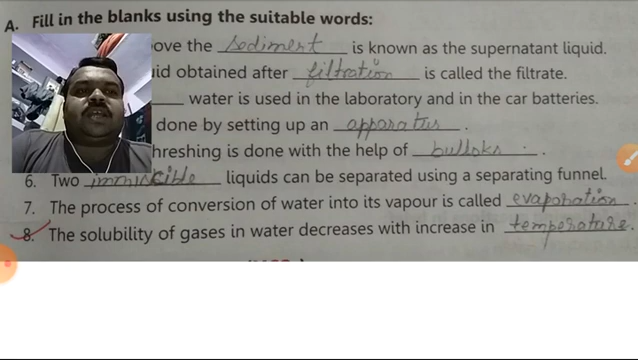 A. Fill in the blanks using the suitable words:
ove the sediment is known as the supernatant liquid.
id obtained after filtration is called the filtrate.
water is used in the laboratory and in the car batteries.
done by setting up an apparatus.
hreshing is done with the help of bulloks.
6. Two immiscible liquids can be separated using a separating funnel.
7. The process of conversion of water into its vapour is called evaporation.
8. The solubility of gases in water decreases with increase in temperature.